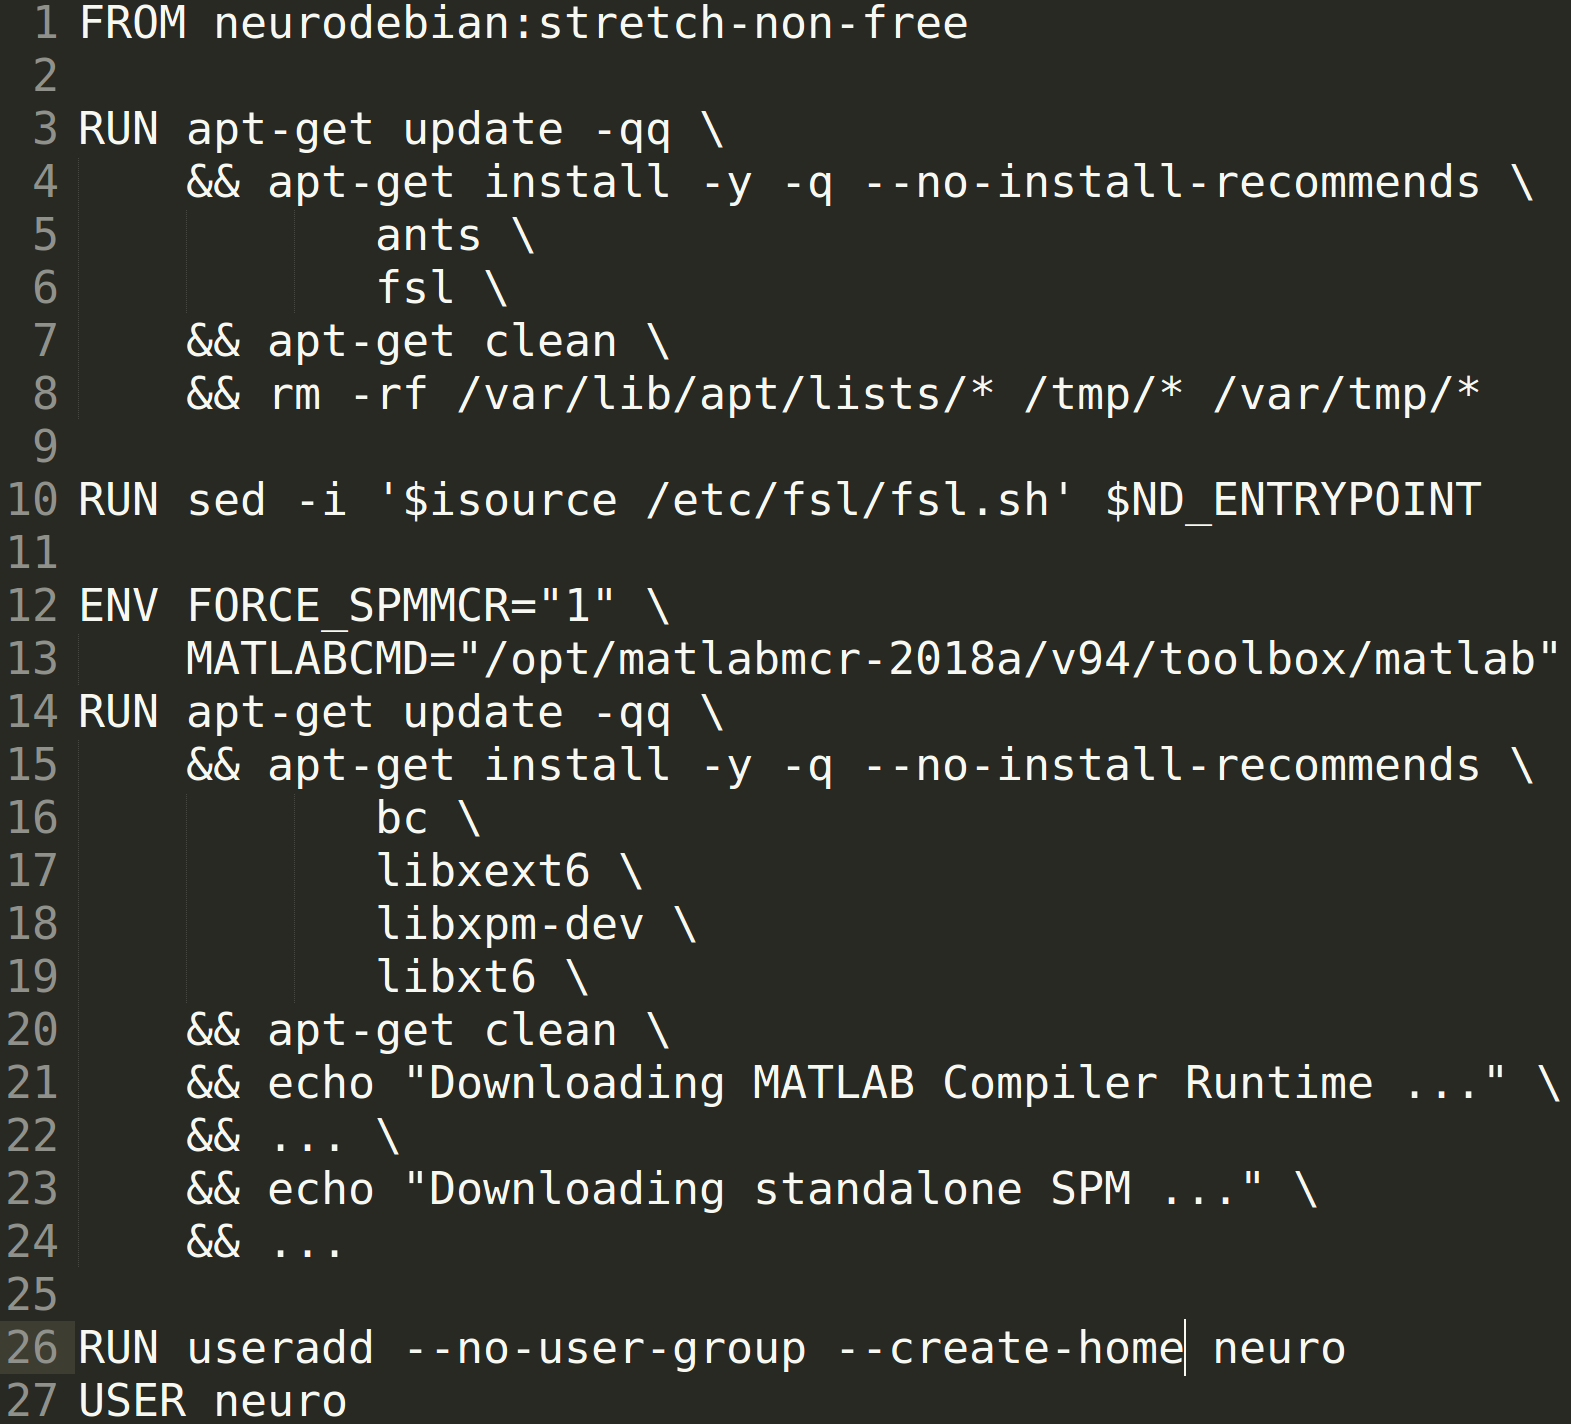 1 FROM neurodebian:stretch-non-free
2
3 RUN apt-get update -qq \
4     && apt-get install -y -q --no-install-recommends \
5            ants \
6            fsl \
7     && apt-get clean \
8     && rm -rf /var/lib/apt/lists/* /tmp/* /var/tmp/*
9
10 RUN sed -i '$isource /etc/fsl/fsl.sh' $ND_ENTRYPOINT
11
12 ENV FORCE_SPMMCR="1" \
13     MATLABCMD="/opt/matlabmcr-2018a/v94/toolbox/matlab"
14 RUN apt-get update -qq \
15     && apt-get install -y -q --no-install-recommends \
16            bc \
17            libxext6 \
18            libxpm-dev \
19            libxt6 \
20     && apt-get clean \
21     && echo "Downloading MATLAB Compiler Runtime ..." \
22     && ... \
23     && echo "Downloading standalone SPM ..." \
24     && ...
25
26 RUN useradd --no-user-group --create-home neuro
27 USER neuro